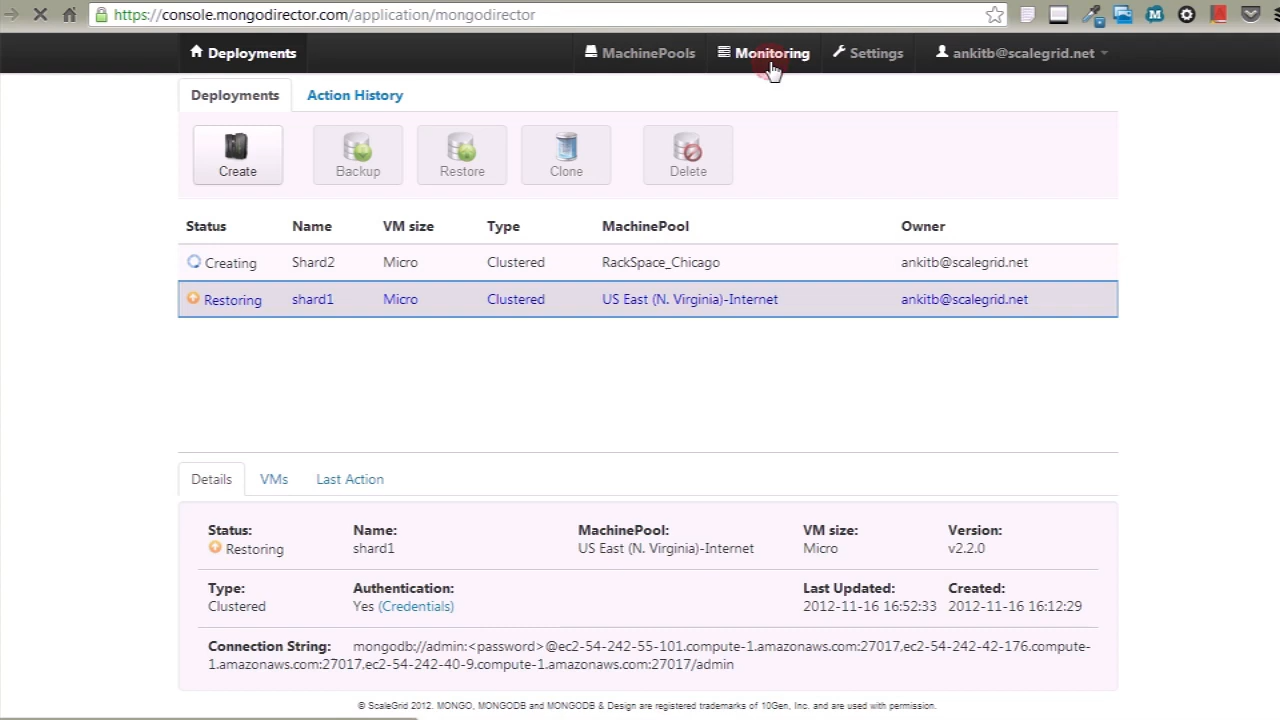 https://console.mongodirector.com/application/mongodirector
Deployments MachinePools Monitoring Settings ankitb@scalegrid.net
Deployments Action History
Create Backup Restore Clone Delete
Status Name VM size Type MachinePool Owner
Creating Shard2 Micro Clustered RackSpace_Chicago ankitb@scalegrid.net
Restoring shard1 Micro Clustered US East (N. Virginia)-Internet ankitb@scalegrid.net
Details VMs Last Action
Status: Name: MachinePool: VM size: Version:
Restoring shard1 US East (N. Virginia)-Internet Micro v2.2.0
Type: Authentication: Last Updated: Created:
Clustered Yes (Credentials) 2012-11-16 16:52:33 2012-11-16 16:12:29
Connection String: mongodb://admin:<password>@ec2-54-242-55-101.compute-1.amazonaws.com:27017,ec2-54-242-42-176.compute-
1.amazonaws.com:27017,ec2-54-242-40-9.compute-1.amazonaws.com:27017/admin
© ScaleGrid 2012. MONGO, MONGODB and MONGODB & Design are registered trademarks of 10Gen, Inc. and are used with permission.